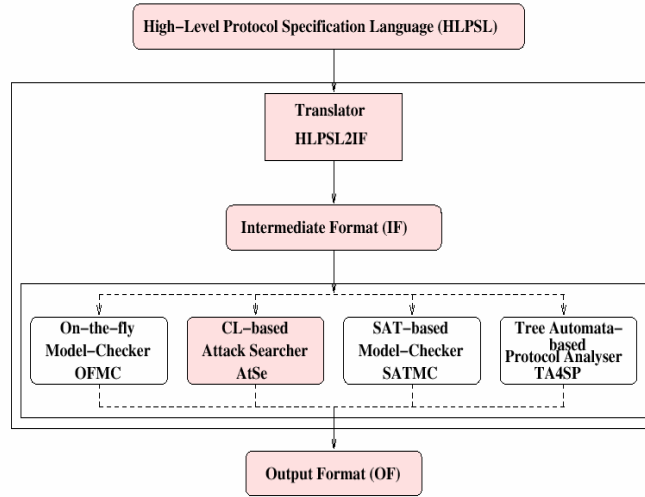 High-Level Protocol Specification Language (HLPSL)
Translator
HLPSL2IF
Intermediate Format (IF)
On-the-fly
Model-Checker
OFMC
CL-based
Attack Searcher
AtSe
SAT-based
Model-Checker
SATMC
Tree Automata-
based
Protocol Analyser
TA4SP
Output Format (OF)